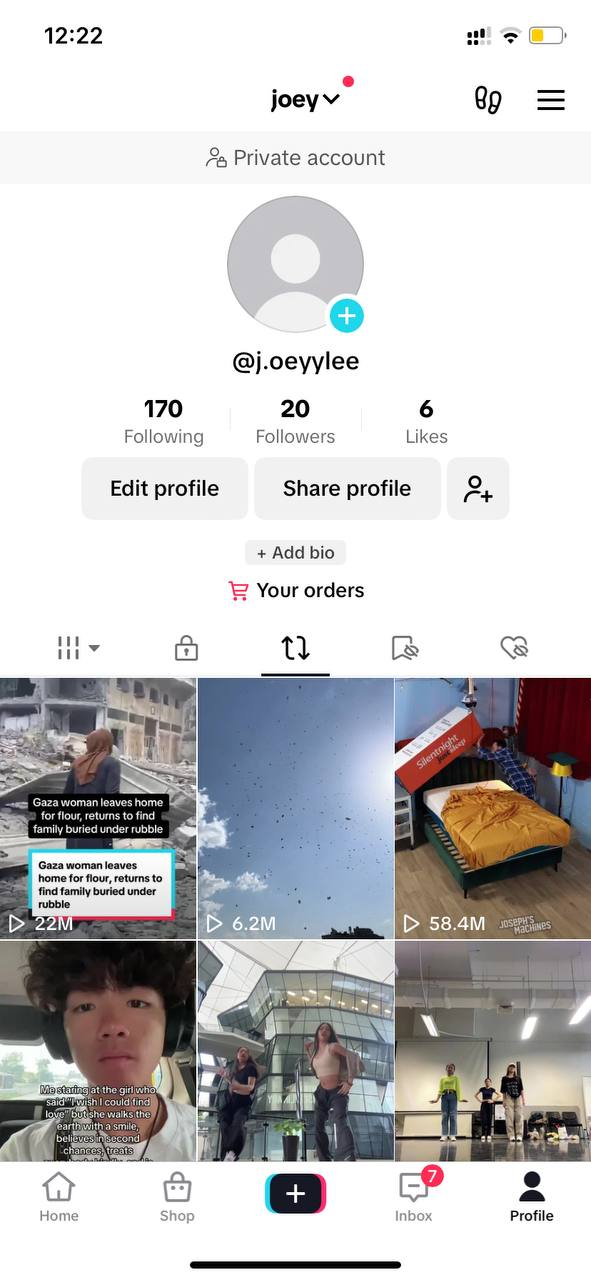 12:22
joey
Private account
@j.oeyylee
170
Following
20
Followers
6
Likes
Edit profile
Share profile
+ Add bio
Your orders
Gaza woman leaves home
for flour, returns to find
family buried under rubble
Gaza woman leaves
home for flour, returns to
find family buried under
rubble
22M
6.2M
Silentnight
Just Sleep
58.4M
JOSEPH'S
MACHINES
Me staring at the girl who
said "I wish I could find
love" but she walks the
earth with a smile,
believes in second
chances, treats
Home
Shop
Inbox
7
Profile